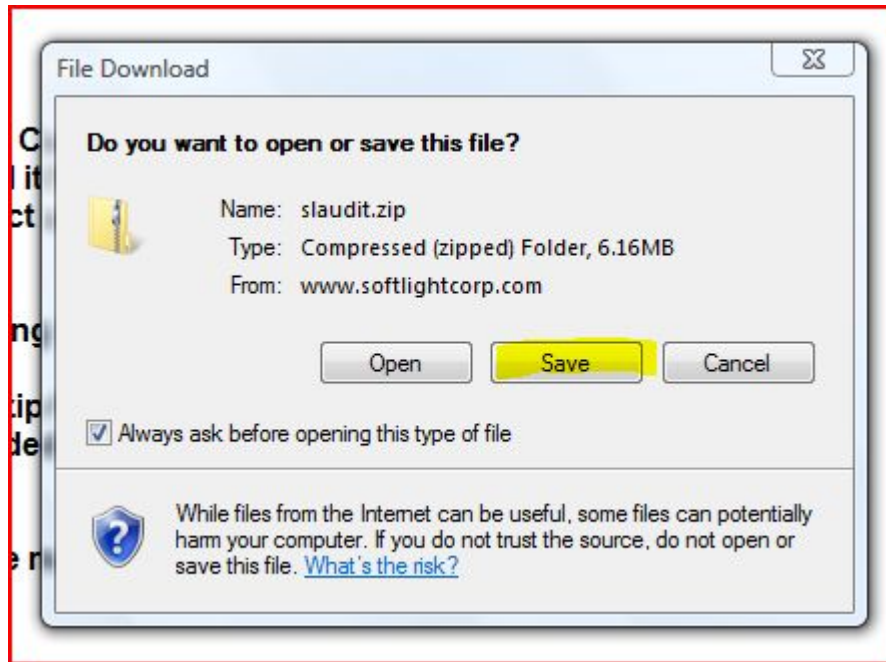 File Download
Do you want to open or save this file?
Name: slaudit.zip
Type: Compressed (zipped) Folder, 6.16MB
From: www.softlightcorp.com
Open Save Cancel
Always ask before opening this type of file
While files from the Internet can be useful, some files can potentially
harm your computer. If you do not trust the source, do not open or
save this file. What's the risk?